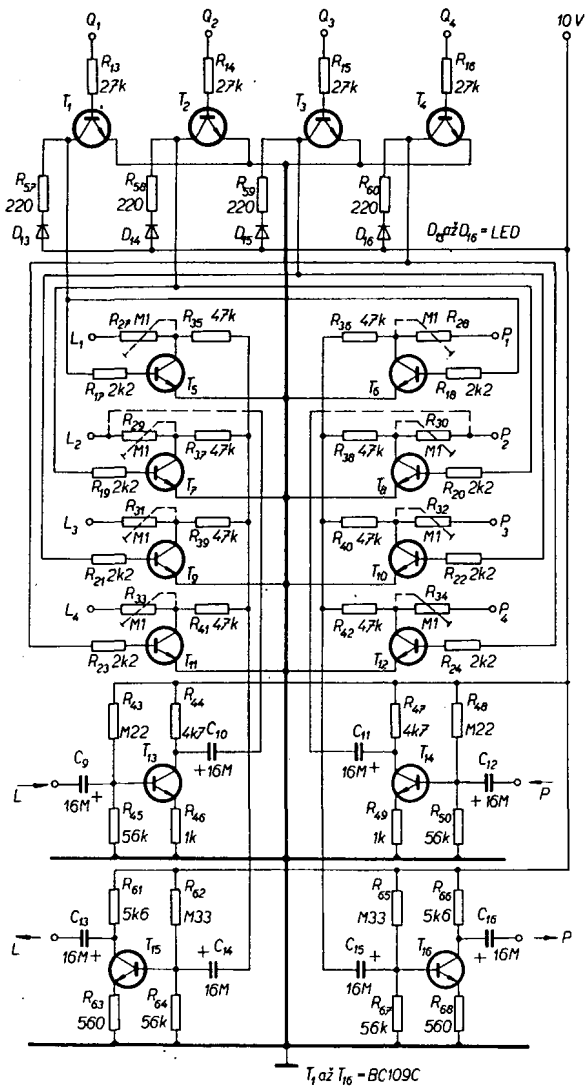 Q1 Q2 Q3 Q4 10 V
R13 27k R14 27k R15 27k R16 27k
T1 T2 T3 T4
R57 220 R58 220 R59 220 R60 220
D13 D14 D15 D16 D13 až D16 = LED
L1 R27 M1 R35 47k R36 47k M1 R28 P1
R17 2k2 T5 T6 R18 2k2
L2 R29 M1 R37 47k R38 47k R30 M1 P2
R19 2k2 T7 T8 R20 2k2
L3 R31 M1 R39 47k R40 47k R32 M1 P3
R21 2k2 T9 T10 R22 2k2
L4 R33 M1 R41 47k R42 47k R34 M1 P4
R23 2k2 T11 T12 R24 2k2
R43 M22 R44 4k7 R47 4k7 R48 M22
C10 + 16M C11 16M +
L C9 16M + T13 T14 C12 + 16M P
R45 56k R46 1k R49 1k R50 56k
R61 5k6 R62 M33 R65 M33 R66 5k6
L C13 16M + T15 + C14 16M C15 + 16M T16 C16 + 16M P
R63 560 R64 56k R67 56k R68 560
T1 až T16 = BC109C